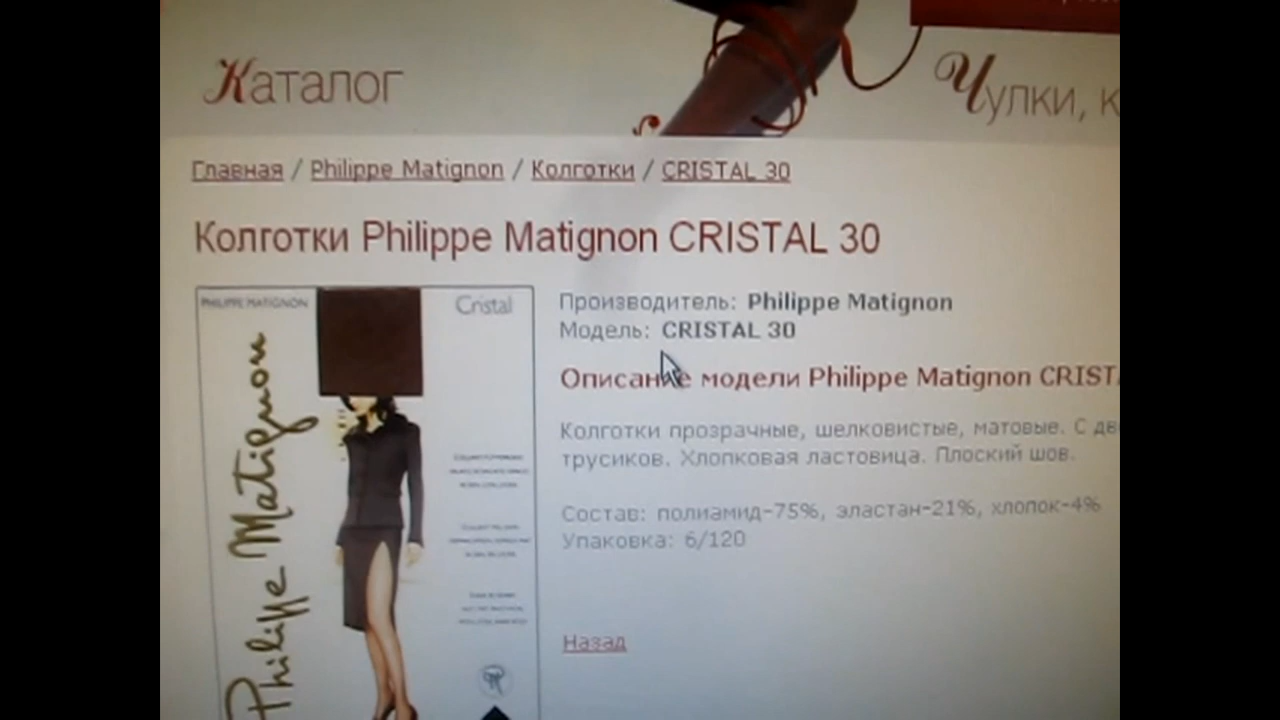 Каталог
Чулки, к
Главная / Philippe Matignon / Колготки / CRISTAL 30
Колготки Philippe Matignon CRISTAL 30
PHILIPPE MATIGNON
Cristal
Philippe Matignon
Производитель: Philippe Matignon
Модель: CRISTAL 30
Описание модели Philippe Matignon CRIST
Колготки прозрачные, шелковистые, матовые. С дв
трусиков. Хлопковая ластовица. Плоский шов.
Состав: полиамид-75%, эластан-21%, хлопок-4%
Упаковка: 6/120
Назад